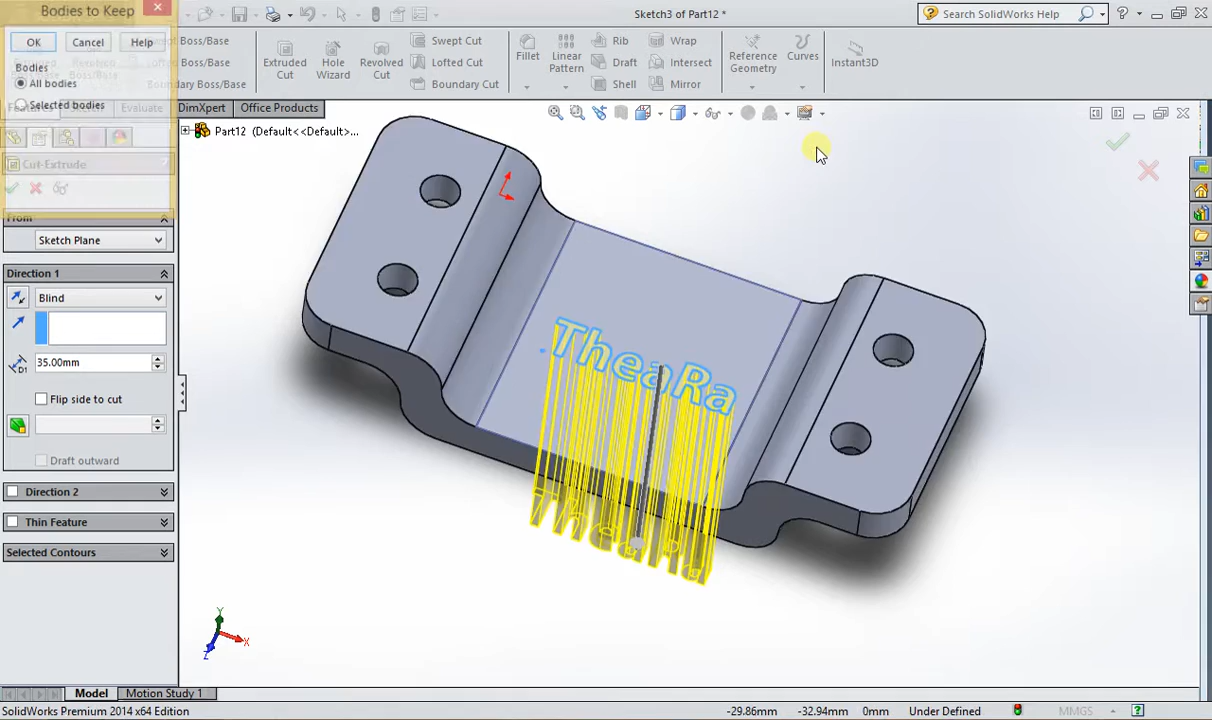 Bodies to Keep
OK Cancel Help
Bodies
All bodies
Selected bodies
Sketch3 of Part12 *
Search SolidWorks Help
Extruded Cut
Hole Wizard
Revolved Cut
Swept Cut
Lofted Cut
Boundary Cut
Fillet
Linear Pattern
Rib
Draft
Shell
Wrap
Intersect
Mirror
Reference Geometry
Curves
Instant3D
Swept Boss/Base
Lofted Boss/Base
Boundary Boss/Base
Evaluate DimXpert Office Products
Part12 (Default<<Default>...
Cut-Extrude
From
Sketch Plane
Direction 1
Blind
35.00mm
Flip side to cut
Draft outward
Direction 2
Thin Feature
Selected Contours
TheaRa
Y
X
Z
Model Motion Study 1
SolidWorks Premium 2014 x64 Edition
-29.86mm -32.94mm 0mm Under Defined MMGS